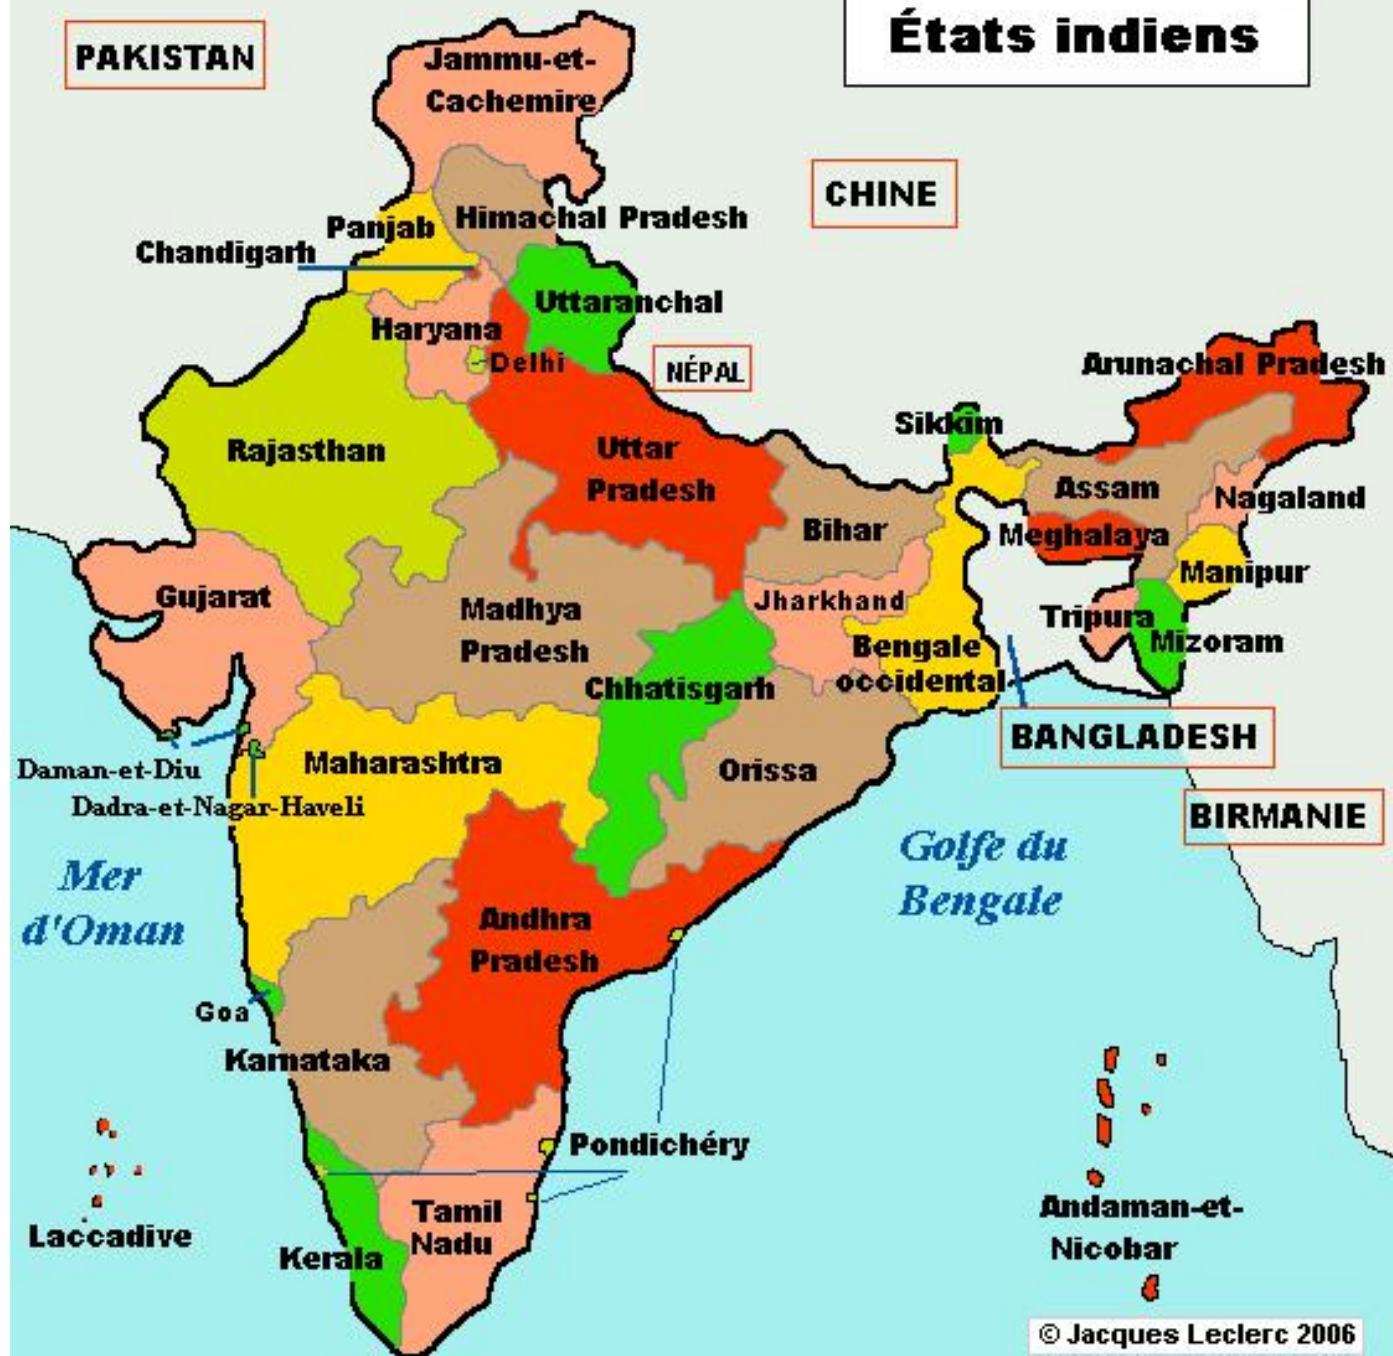 États indiens
PAKISTAN
Jammu-et-
Cachemire
CHINE
Panjab
Himachal Pradesh
Chandigarh
Uttaranchal
Haryana
Delhi
NÉPAL
Arunachal Pradesh
Sikkim
Rajasthan
Uttar
Pradesh
Assam
Nagaland
Bihar
Meghalaya
Manipur
Gujarat
Madhya
Pradesh
Jharkhand
Tripura
Mizoram
Bengale
occidental
Chhatisgarh
BANGLADESH
Daman-et-Diu
Maharashtra
Orissa
Dadra-et-Nagar-Haveli
BIRMANIE
Mer
d'Oman
Golfe du
Bengale
Andhra
Pradesh
Goa
Karnataka
Pondichéry
Laccadive
Tamil
Nadu
Kerala
Andaman-et-
Nicobar
© Jacques Leclerc 2006